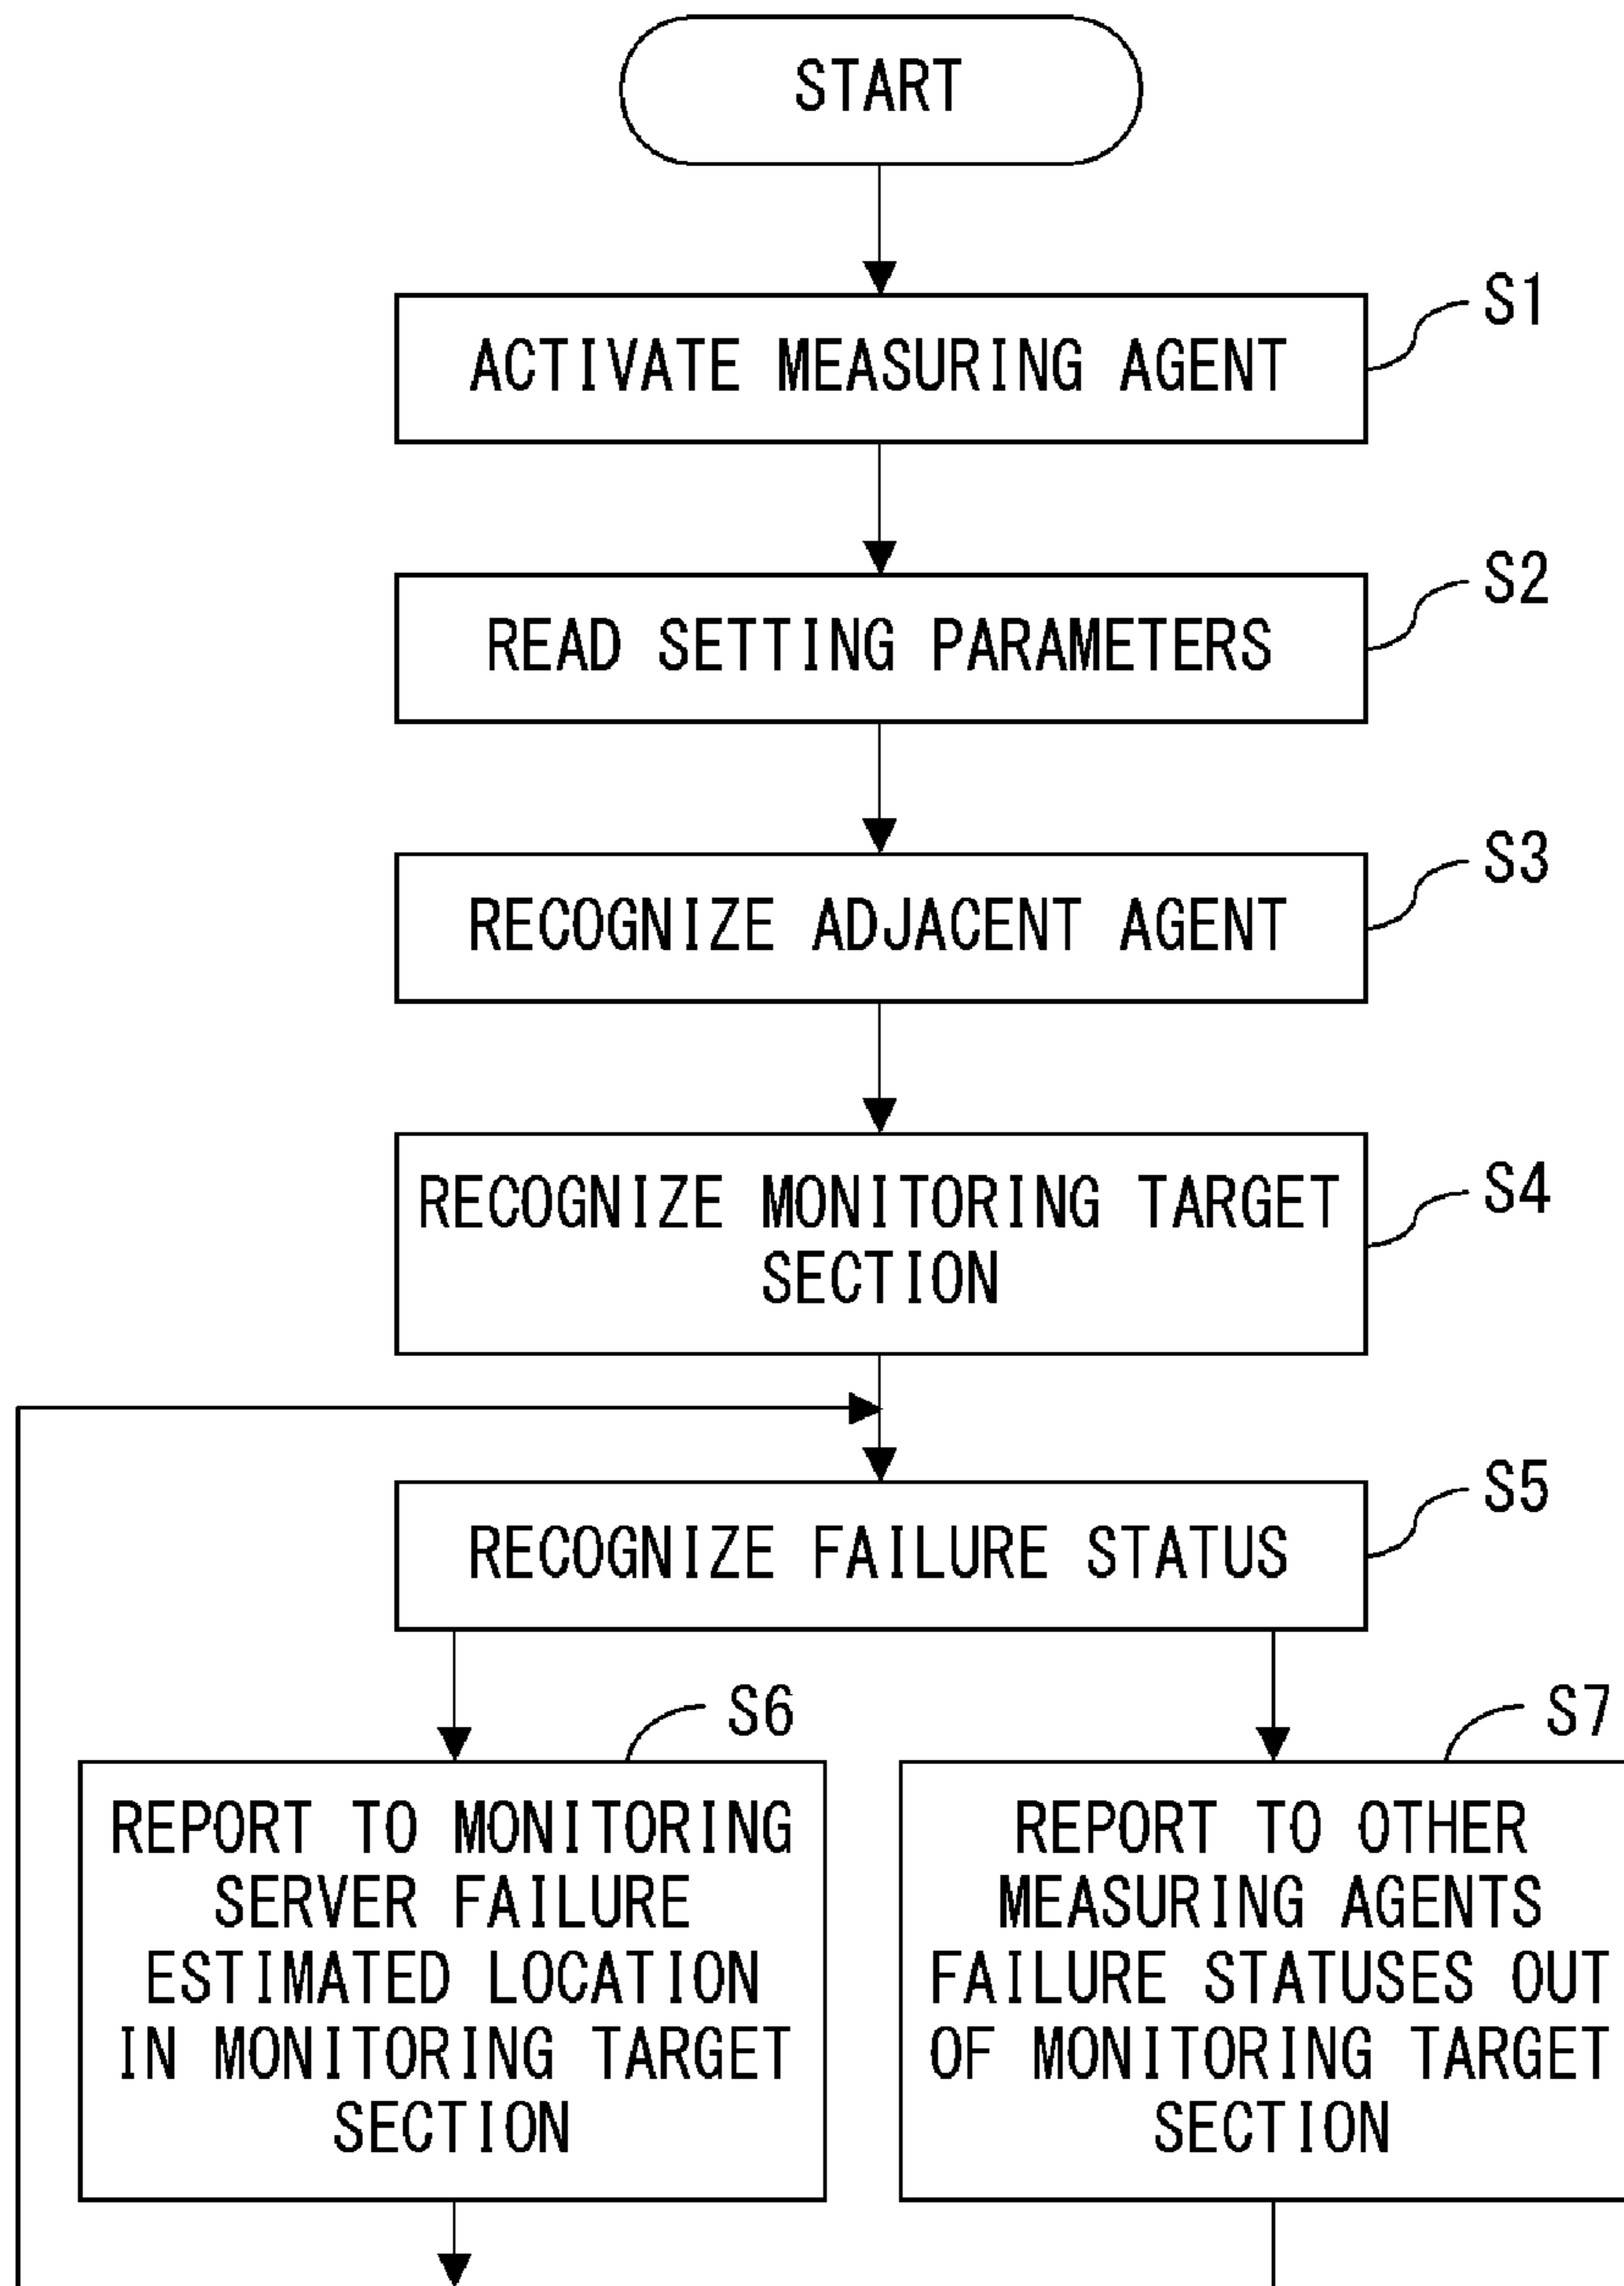 START
S1
ACTIVATE MEASURING AGENT
S2
READ SETTING PARAMETERS
S3
RECOGNIZE ADJACENT AGENT
S4
RECOGNIZE MONITORING TARGET
SECTION
S5
RECOGNIZE FAILURE STATUS
S6
REPORT TO MONITORING
SERVER FAILURE
ESTIMATED LOCATION
IN MONITORING TARGET
SECTION
S7
REPORT TO OTHER
MEASURING AGENTS
FAILURE STATUSES OUT
OF MONITORING TARGET
SECTION